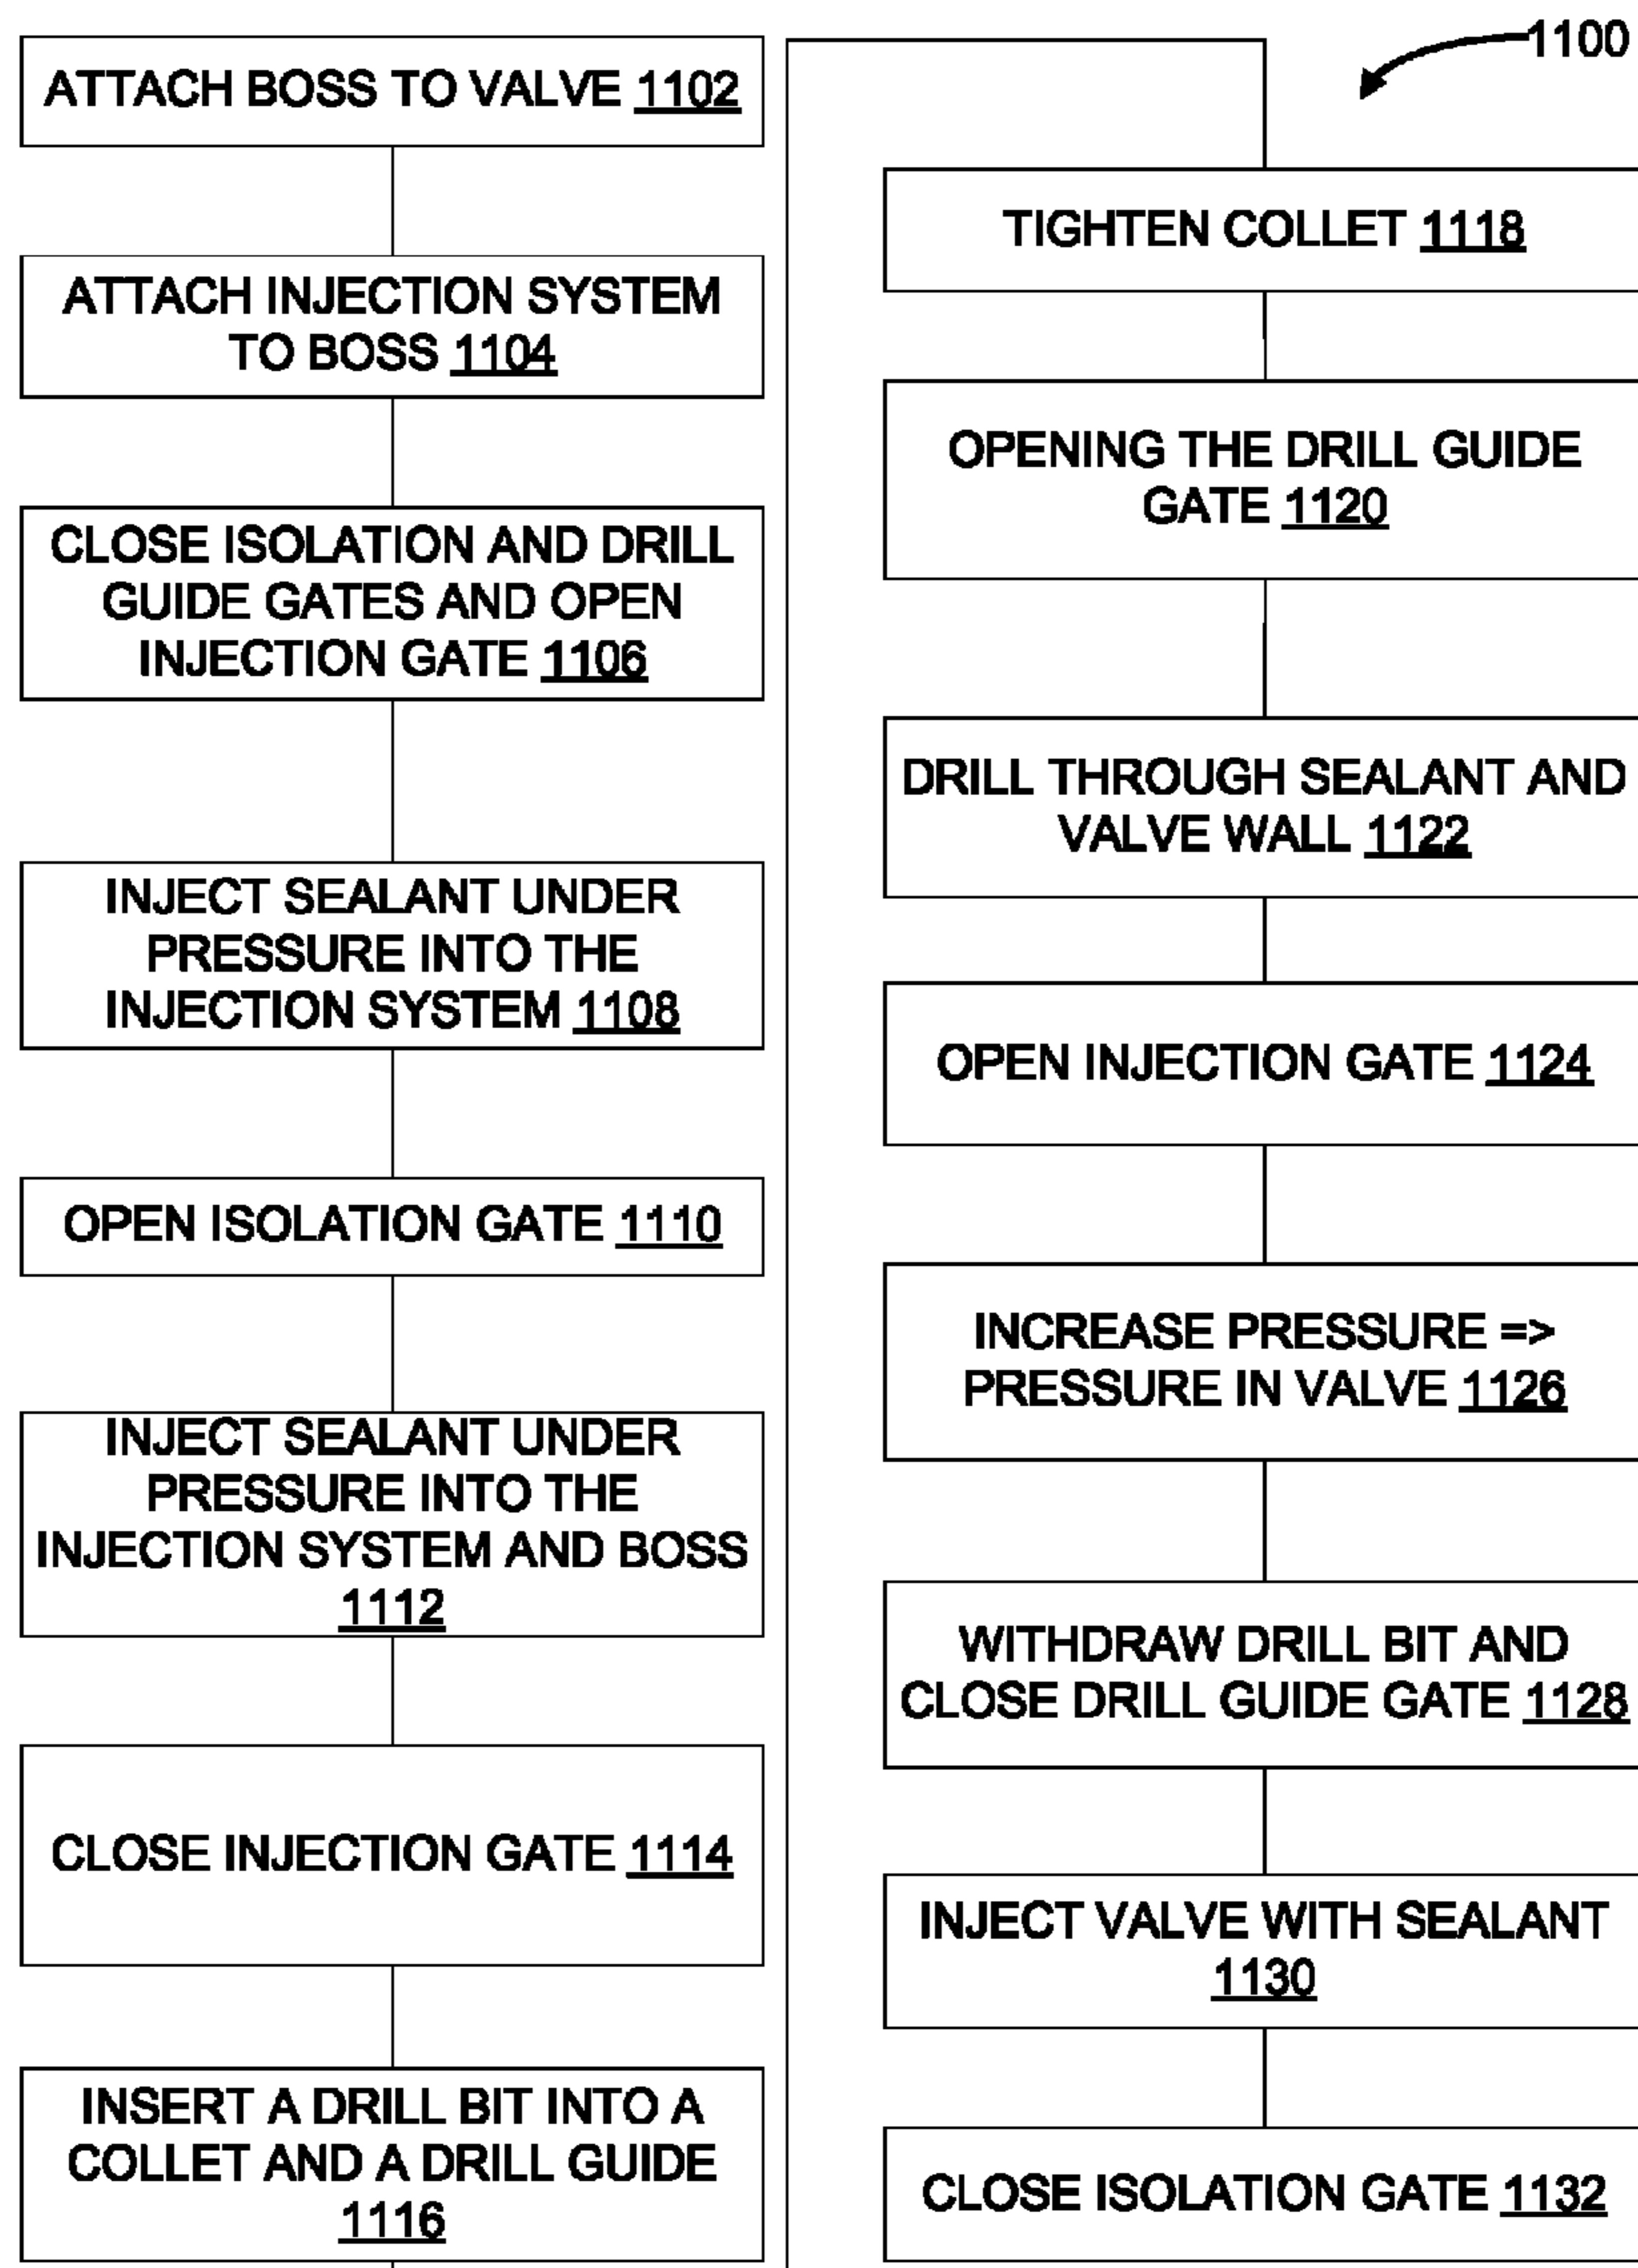 1100
ATTACH BOSS TO VALVE 1102
ATTACH INJECTION SYSTEM
TO BOSS 1104
CLOSE ISOLATION AND DRILL
GUIDE GATES AND OPEN
INJECTION GATE 1106
INJECT SEALANT UNDER
PRESSURE INTO THE
INJECTION SYSTEM 1108
OPEN ISOLATION GATE 1110
INJECT SEALANT UNDER
PRESSURE INTO THE
INJECTION SYSTEM AND BOSS
1112
CLOSE INJECTION GATE 1114
INSERT A DRILL BIT INTO A
COLLET AND A DRILL GUIDE
1116
TIGHTEN COLLET 1118
OPENING THE DRILL GUIDE
GATE 1120
DRILL THROUGH SEALANT AND
VALVE WALL 1122
OPEN INJECTION GATE 1124
INCREASE PRESSURE =>
PRESSURE IN VALVE 1126
WITHDRAW DRILL BIT AND
CLOSE DRILL GUIDE GATE 1128
INJECT VALVE WITH SEALANT
1130
CLOSE ISOLATION GATE 1132